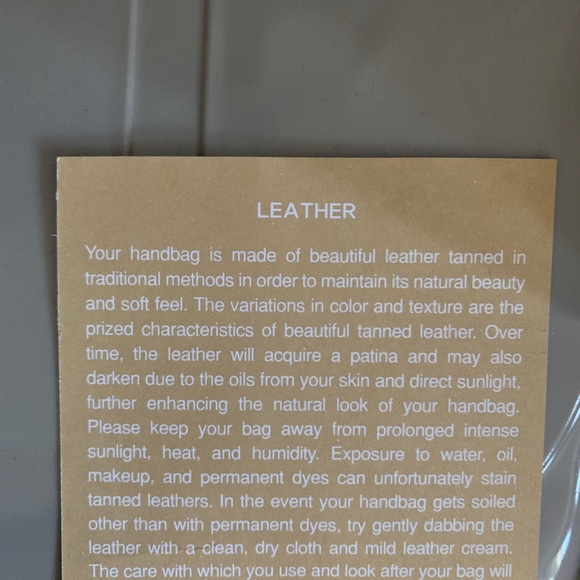 LEATHER
Your handbag is made of beautiful leather tanned in
traditional methods in order to maintain its natural beauty
and soft feel. The variations in color and texture are the
prized characteristics of beautiful tanned leather. Over
time, the leather will acquire a patina and may also
darken due to the oils from your skin and direct sunlight,
further enhancing the natural look of your handbag.
Please keep your bag away from prolonged intense
sunlight, heat, and humidity. Exposure to water, oil,
makeup, and permanent dyes can unfortunately stain
tanned leathers. In the event your handbag gets soiled
other than with permanent dyes, try gently dabbing the
leather with a clean, dry cloth and mild leather cream.
The care with which you use and look after your bag will